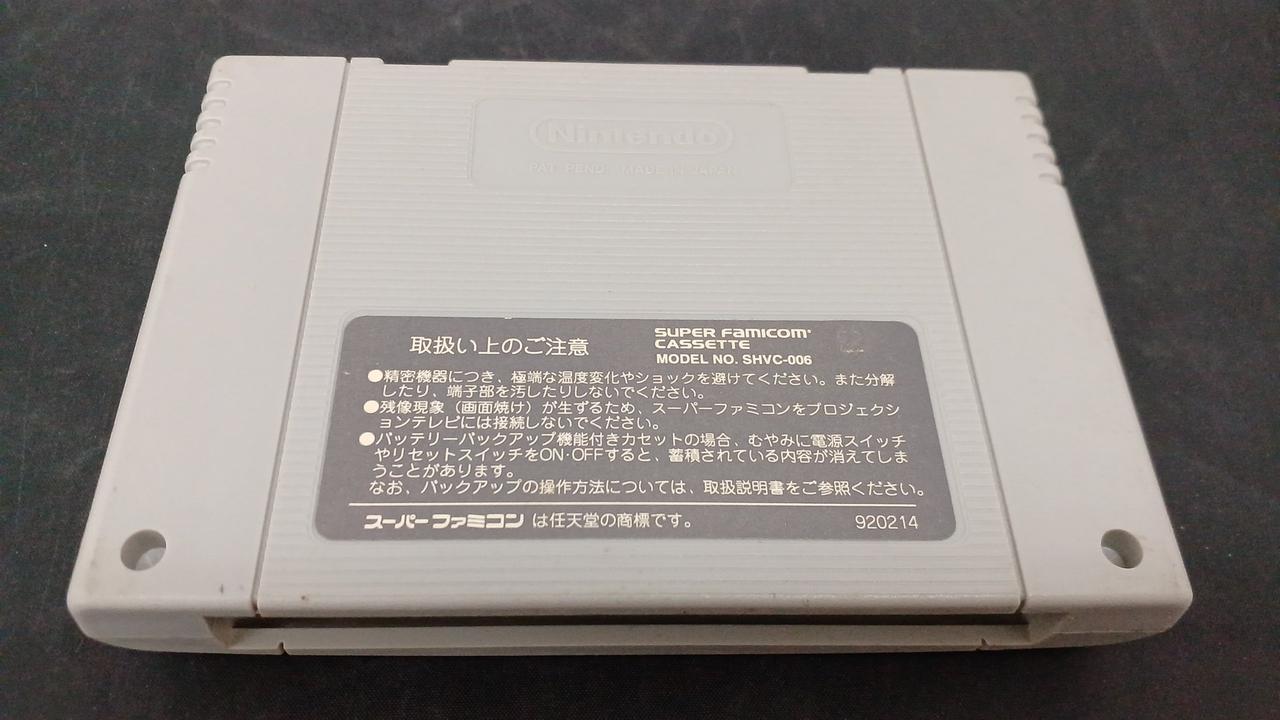 Nintendo
PAT. PEND. MADE IN JAPAN
取扱い上のご注意
SUPER FAMICOM
CASSETTE
MODEL NO. SHVC-006
●精密機器につき、極端な温度変化やショックを避けてください。また分解
したり、端子部を汚したりしないでください。
●残像現象（画面焼け）が生ずるため、スーパーファミコンをプロジェクシ
ョンテレビには接続しないでください。
●バッテリーバックアップ機能付きカセットの場合、むやみに電源スイッチ
やリセットスイッチをON·OFFすると、蓄積されている内容が消えてしま
うことがあります。
なお、バックアップの操作方法については、取扱説明書をご参照ください。
スーパーファミコン は任天堂の商標です。
920214